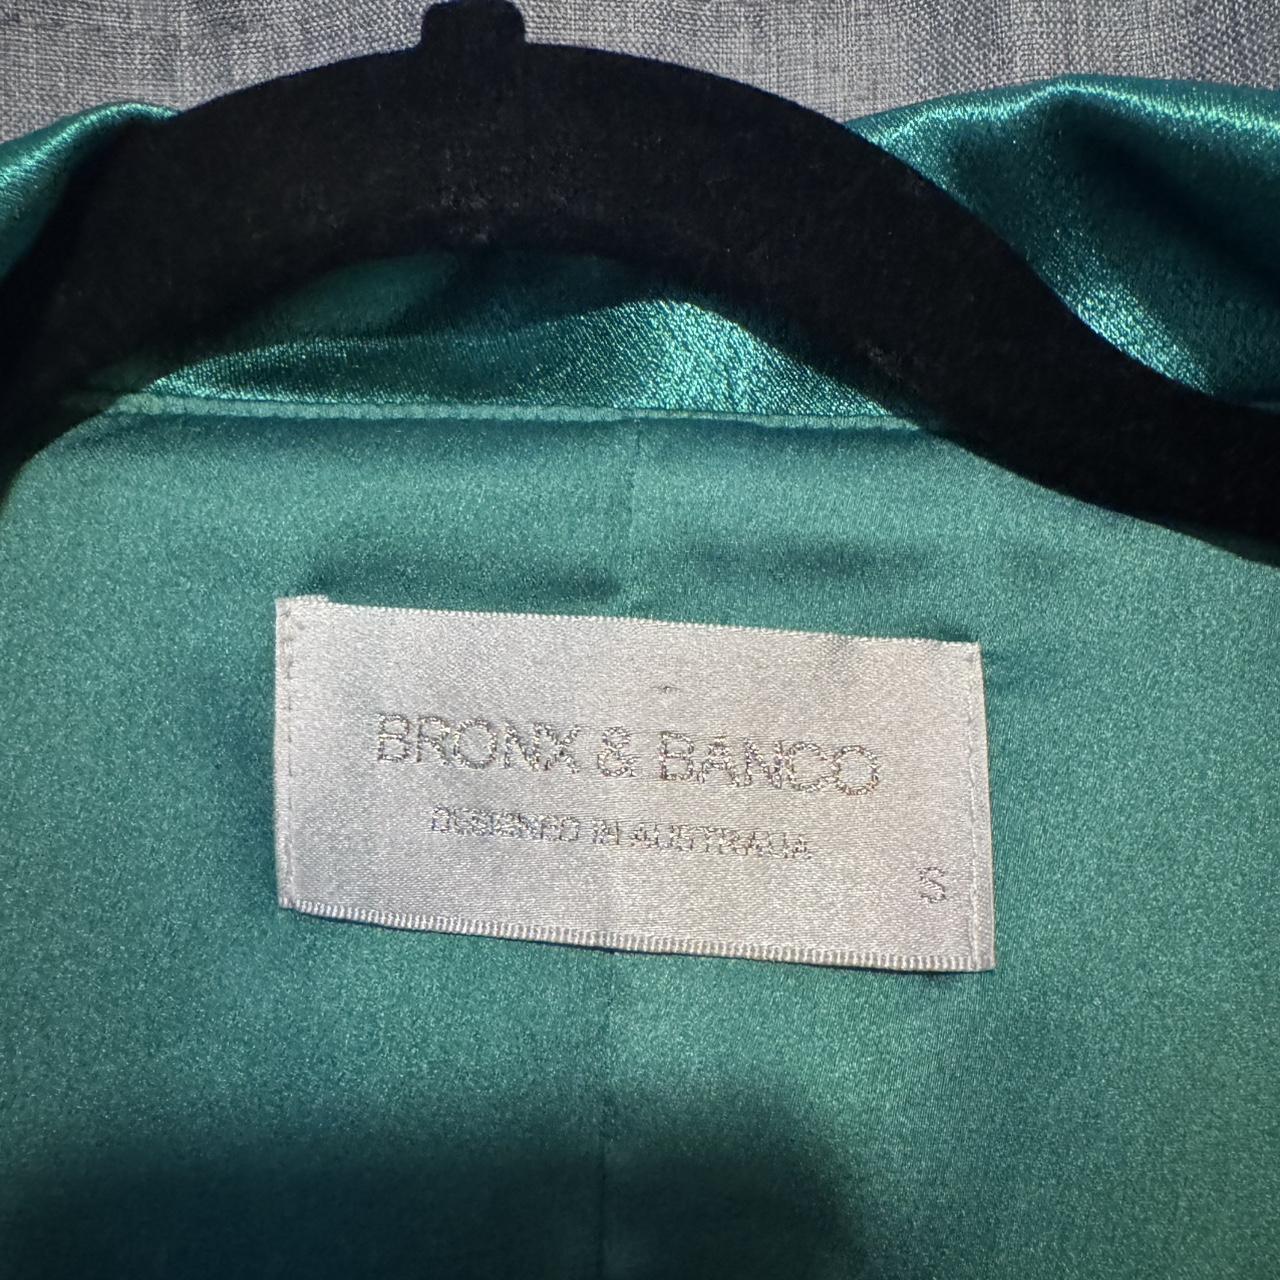 BRONX & BANCO
DESIGNED IN AUSTRALIA
S